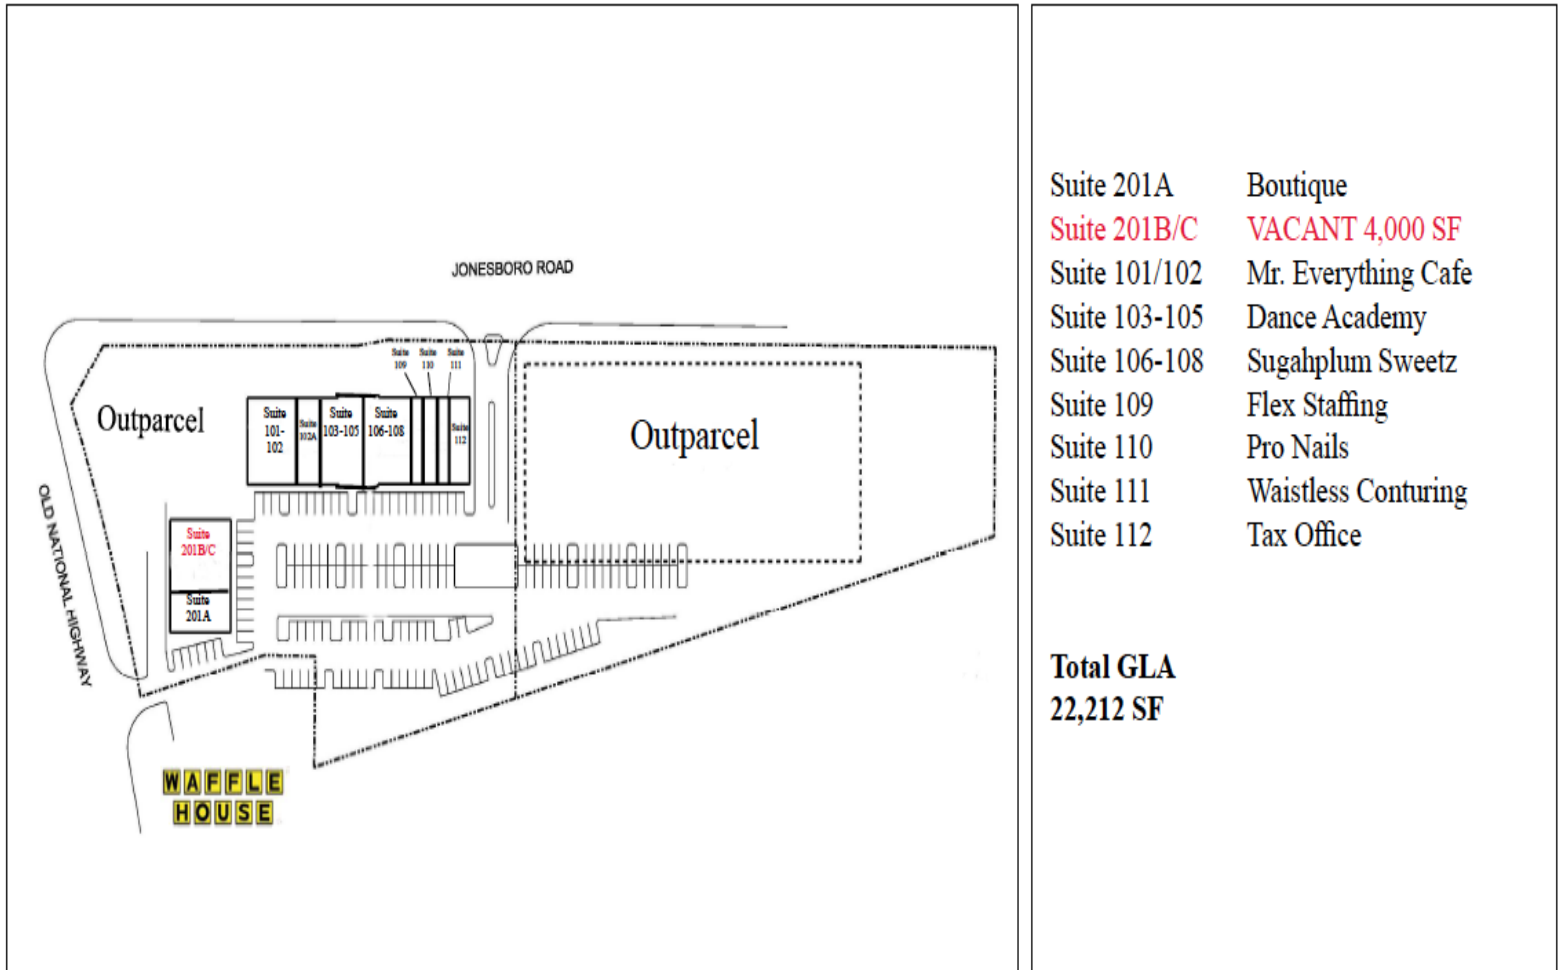 JONESBORO ROAD
Suite
109
Suite
110
Suite
111
Outparcel
Suite
101-
102
Suite
102A
Suite
103-105
Suite
106-108
Suite
112
Outparcel
OLD NATIONAL HIGHWAY
Suite
201B/C
Suite
201A
WAFFLE
HOUSE
Suite 201A Boutique
Suite 201B/C VACANT 4,000 SF
Suite 101/102 Mr. Everything Cafe
Suite 103-105 Dance Academy
Suite 106-108 Sugahplum Sweetz
Suite 109 Flex Staffing
Suite 110 Pro Nails
Suite 111 Waistless Conturing
Suite 112 Tax Office
Total GLA
22,212 SF